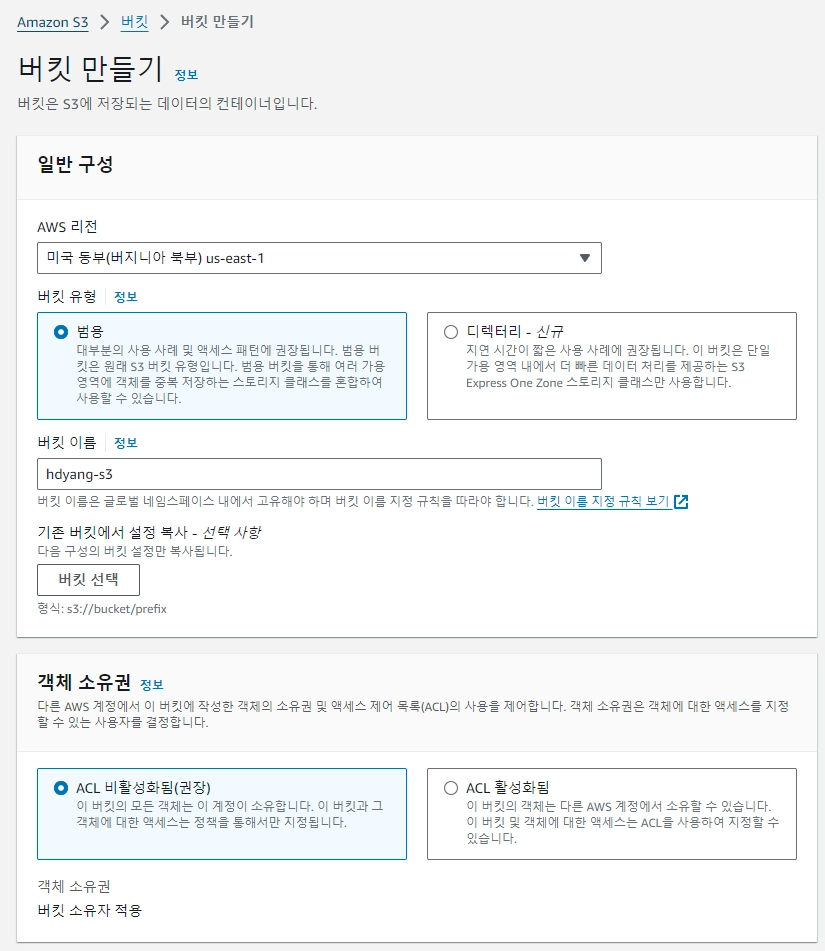 Amazon S3 > 버킷 > 버킷 만들기
버킷 만들기 정보
버킷은 S3에 저장되는 데이터의 컨테이너입니다.
일반 구성
AWS 리전
미국 동부(버지니아 북부) us-east-1
버킷 유형 정보
범용
대부분의 사용 사례 및 액세스 패턴에 권장됩니다. 범용 버
킷은 원래 S3 버킷 유형입니다. 범용 버킷을 통해 여러 가용
영역에 객체를 중복 저장하는 스토리지 클래스를 혼합하여
사용할 수 있습니다.
디렉터리 - 신규
지연 시간이 짧은 사용 사례에 권장됩니다. 이 버킷은 단일
가용 영역 내에서 더 빠른 데이터 처리를 제공하는 S3
Express One Zone 스토리지 클래스만 사용합니다.
버킷 이름 정보
hdyang-s3
버킷 이름은 글로벌 네임스페이스 내에서 고유해야 하며 버킷 이름 지정 규칙을 따라야 합니다. 버킷 이름 지정 규칙 보기
기존 버킷에서 설정 복사 - 선택 사항
다음 구성의 버킷 설정만 복사됩니다.
버킷 선택
형식: s3://bucket/prefix
객체 소유권 정보
다른 AWS 계정에서 이 버킷에 작성한 객체의 소유권 및 액세스 제어 목록(ACL)의 사용을 제어합니다. 객체 소유권은 객체에 대한 액세스를 지정
할 수 있는 사용자를 결정합니다.
ACL 비활성화됨(권장)
이 버킷의 모든 객체는 이 계정이 소유합니다. 이 버킷과 그
객체에 대한 액세스는 정책을 통해서만 지정됩니다.
ACL 활성화됨
이 버킷의 객체는 다른 AWS 계정에서 소유할 수 있습니다.
이 버킷 및 객체에 대한 액세스는 ACL을 사용하여 지정할 수
있습니다.
객체 소유권
버킷 소유자 적용